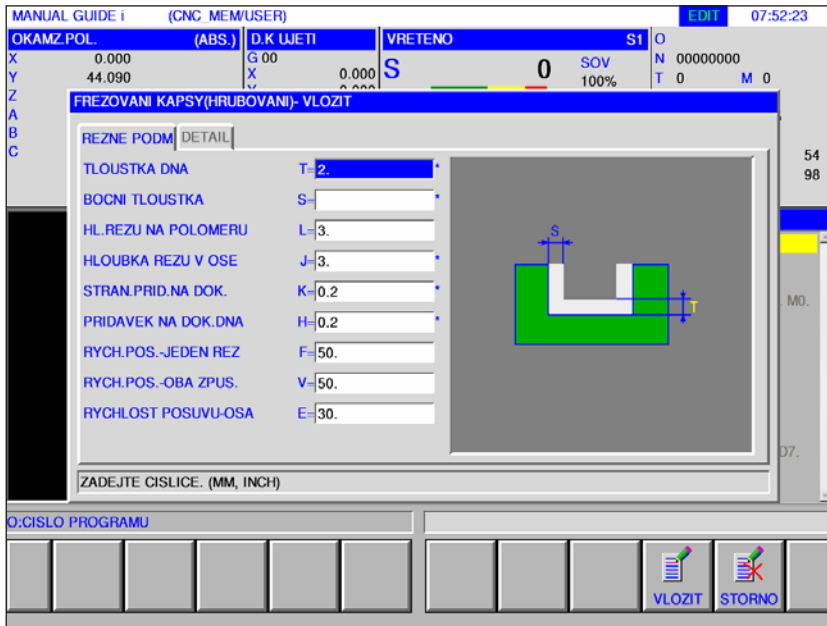 MANUAL GUIDE i (CNC_MEM/USER) EDIT 07:52:23
OKAMZ.POL. (ABS.) D.K UJETI VRETENO S1 O
X 0.000 G 00 S 0 SOV N 00000000
Y 44.090 X 0.000 100% T 0 M 0
Z
A
B
C
54
98
FREZOVANI KAPSY(HRUBOVANI)- VLOZIT
REZNE PODM DETAIL
TLOUSTKA DNA T=2. *
BOCNI TLOUSTKA S= *
HL.REZU NA POLOMERU L=3.
HLOUBKA REZU V OSE J=3. *
STRAN.PRID.NA DOK. K=0.2 *
PRIDAVEK NA DOK.DNA H=0.2 *
RYCH.POS.-JEDEN REZ F=50.
RYCH.POS.-OBA ZPUS. V=50.
RYCHLOST POSUVU-OSA E=30.
S
T
M0.
D7.
ZADEJTE CISLICE. (MM, INCH)
O:CISLO PROGRAMU
VLOZIT STORNO